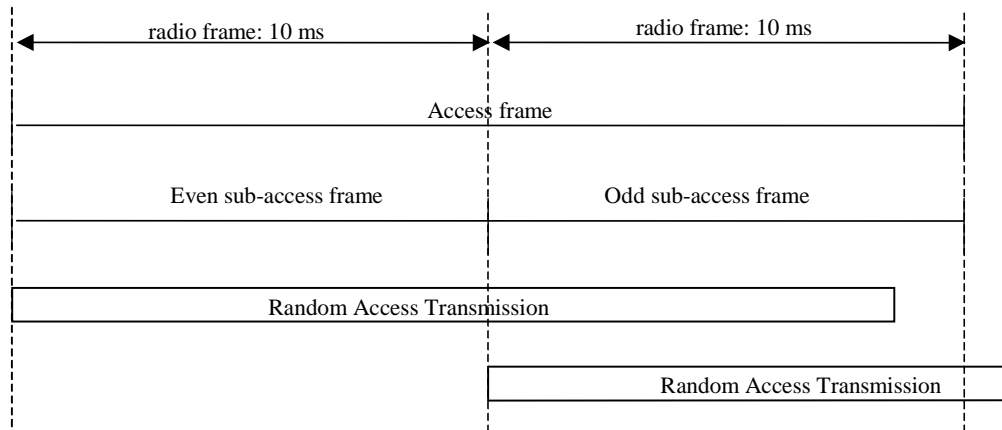 radio frame: 10 ms
radio frame: 10 ms
Access frame
Even sub-access frame
Odd sub-access frame
Random Access Transmission
Random Access Transmission